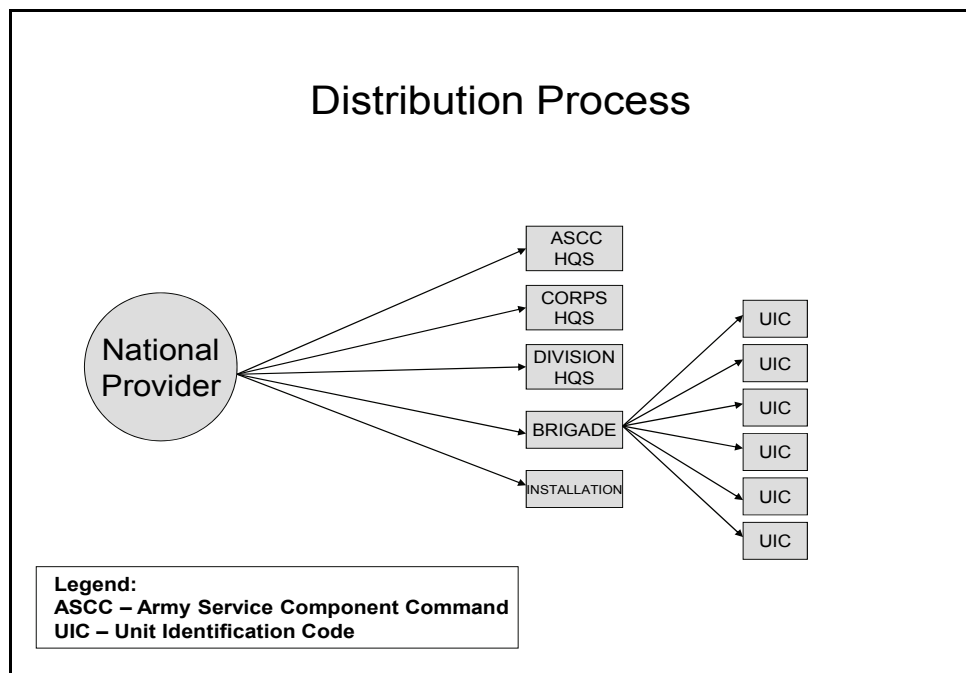 Distribution Process
ASCC
HQS
CORPS
HQS
National
Provider
DIVISION
HQS
BRIGADE
INSTALLATION
UIC
UIC
UIC
UIC
UIC
UIC
Legend:
ASCC – Army Service Component Command
UIC – Unit Identification Code